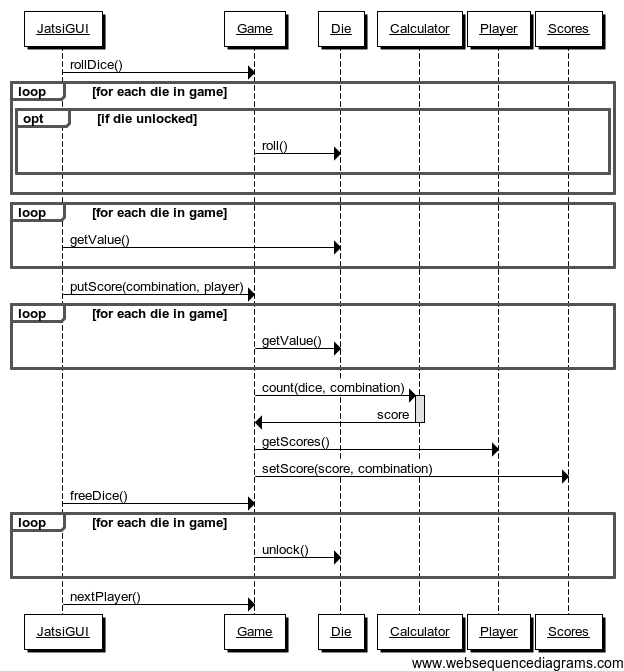 JatsiGUI Game Die Calculator Player Scores
rollDice()
loop [for each die in game]
opt [if die unlocked]
roll()
loop [for each die in game]
getValue()
putScore(combination, player)
loop [for each die in game]
getValue()
count(dice, combination)
score
getScores()
setScore(score, combination)
freeDice()
loop [for each die in game]
unlock()
nextPlayer()
JatsiGUI Game Die Calculator Player Scores
www.websequencediagrams.com